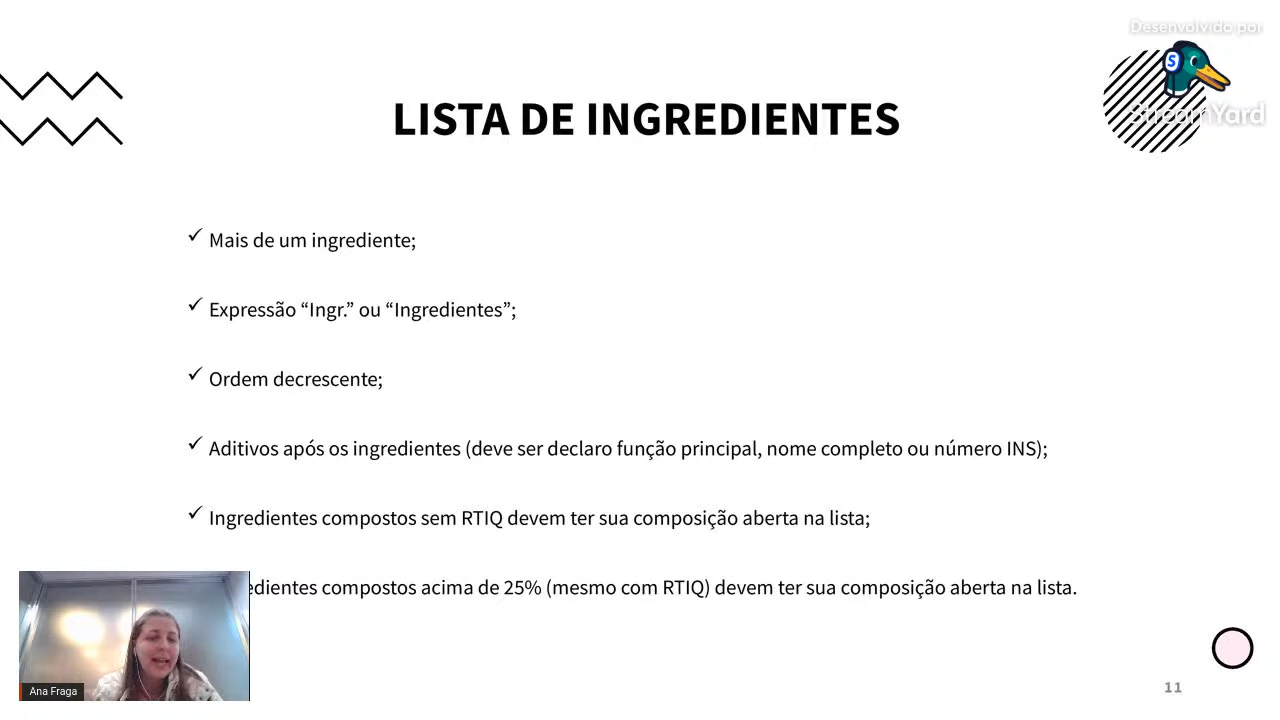 Desenvolvido por
StreamYard
LISTA DE INGREDIENTES
Mais de um ingrediente;
Expressão “Ingr.” ou “Ingredientes”;
Ordem decrescente;
Aditivos após os ingredientes (deve ser declaro função principal, nome completo ou número INS);
Ingredientes compostos sem RTIQ devem ter sua composição aberta na lista;
compostos acima de 25% (mesmo com RTIQ) devem ter sua composição aberta na lista.
Ana Fraga
11